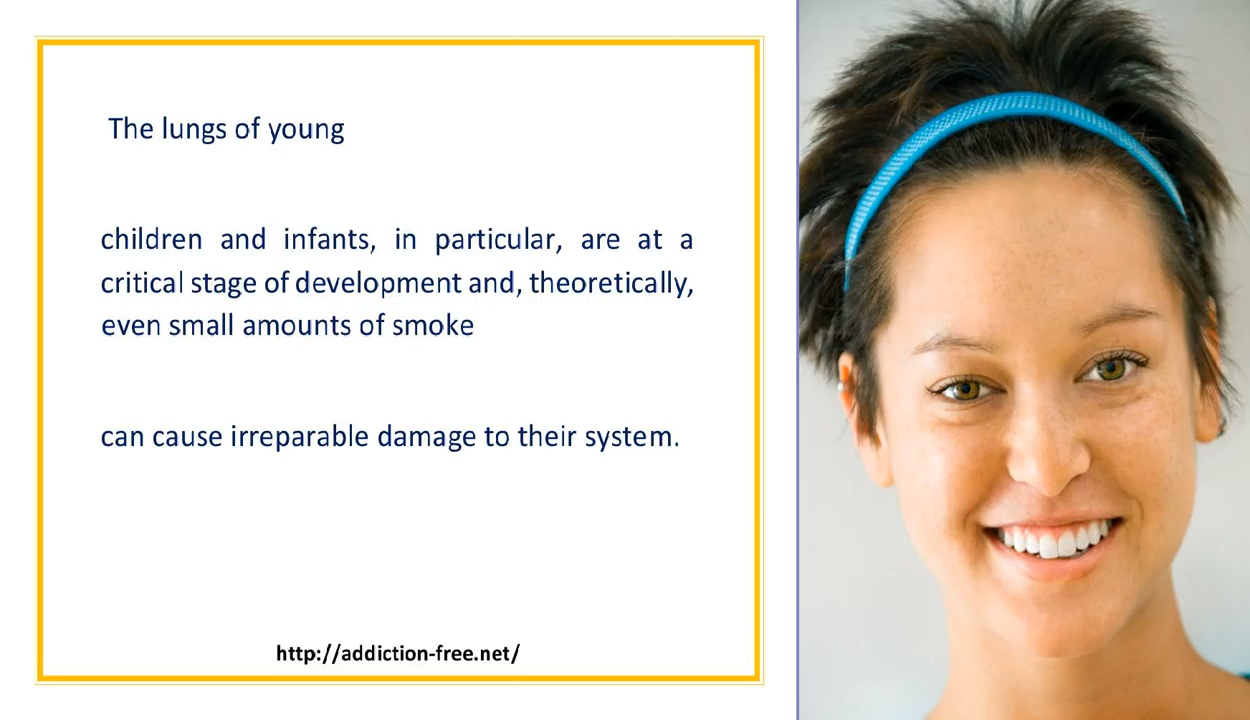 The lungs of young
children and infants, in particular, are at a
critical stage of development and, theoretically,
even small amounts of smoke
can cause irreparable damage to their system.
http://addiction-free.net/